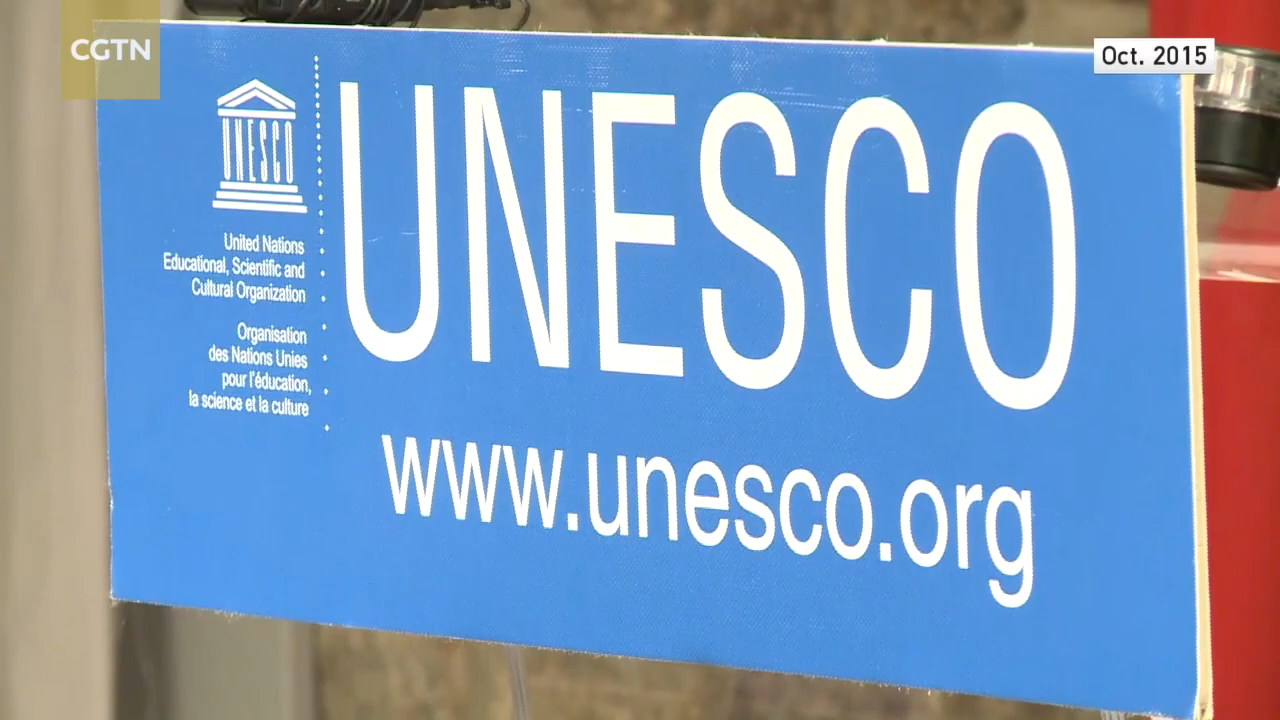 CGTN
Oct. 2015
UNESCO
United Nations
Educational, Scientific and
Cultural Organization
Organisation
des Nations Unies
pour l'éducation,
la science et la culture
UNESCO
www.unesco.org